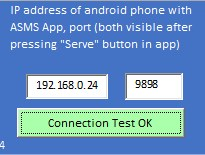 IP address of android phone with
ASMS App, port (both visible after
pressing "Serve" button in app)
192.168.0.24 9898
Connection Test OK
4